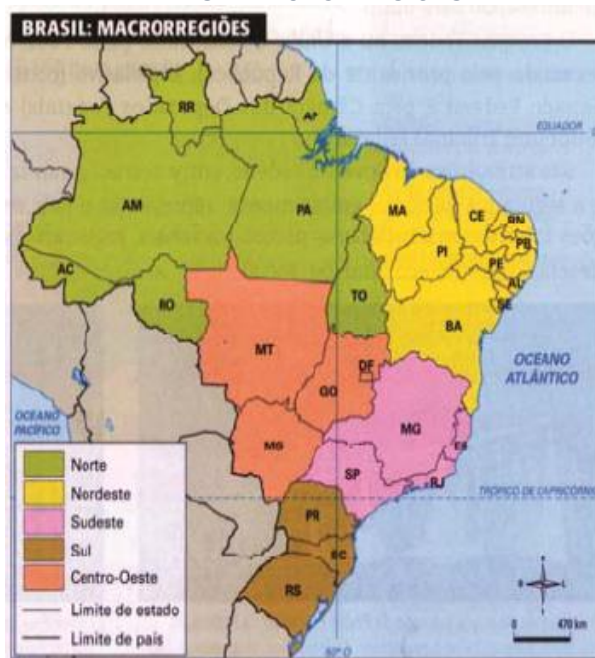 BRASIL: MACRORREGIÕES
RR
AP
EQUADOR
AM
PA
MA
CE
RN
PB
PI
PE
AL
SE
AC
RO
TO
BA
MT
DF
GO
OCEANO
ATLÂNTICO
OCEANO
PACÍFICO
MG
ES
SP
RJ
TRÓPICO DE CAPRICÓRNIO
PR
SC
RS
Norte
Nordeste
Sudeste
Sul
Centro-Oeste
Limite de estado
Limite de país
0 470 km
50° O